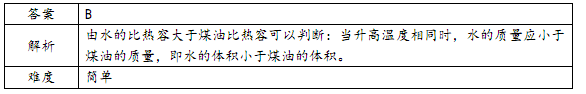 答案 B
解析 由水的比热容大于煤油比热容可以判断：当升高温度相同时，水的质量应小于
煤油的质量，即水的体积小于煤油的体积。
难度 简单